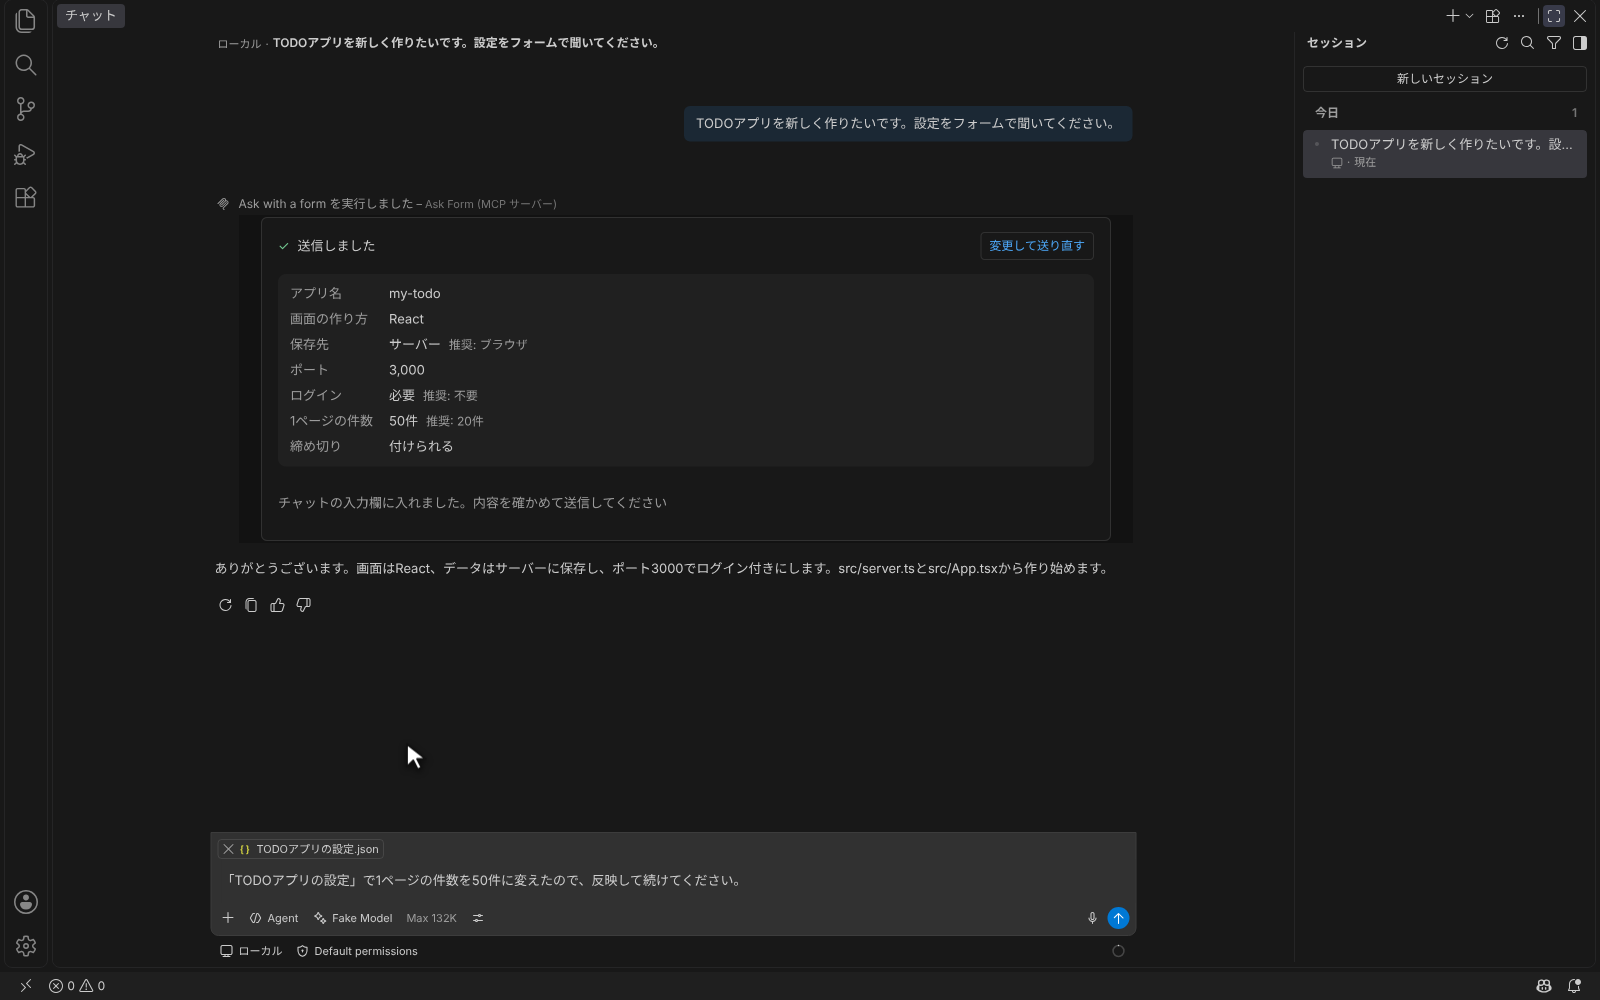 チャット
ローカル · TODOアプリを新しく作りたいです。設定をフォームで聞いてください。
TODOアプリを新しく作りたいです。設定をフォームで聞いてください。
Ask with a form を実行しました – Ask Form (MCP サーバー)
送信しました
変更して送り直す
アプリ名 my-todo
画面の作り方 React
保存先 サーバー 推奨: ブラウザ
ポート 3,000
ログイン 必要 推奨: 不要
1ページの件数 50件 推奨: 20件
締め切り 付けられる
チャットの入力欄に入れました。内容を確かめて送信してください
ありがとうございます。画面はReact、データはサーバーに保存し、ポート3000でログイン付きにします。src/server.tsとsrc/App.tsxから作り始めます。
{} TODOアプリの設定.json
「TODOアプリの設定」で1ページの件数を50件に変えたので、反映して続けてください。
Agent Fake Model Max 132K
ローカル Default permissions
セッション
新しいセッション
今日 1
TODOアプリを新しく作りたいです。設...
· 現在
0 0